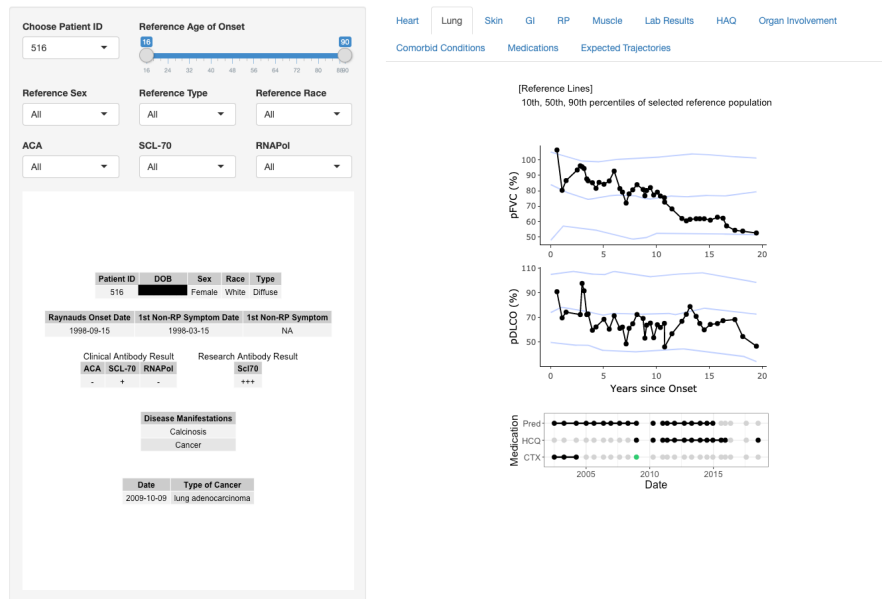 Choose Patient ID
516
Reference Age of Onset
16 90
16 24 32 40 48 56 64 72 80 8890
Reference Sex Reference Type Reference Race
All All All
ACA SCL-70 RNAPol
All All All
Patient ID DOB Sex Race Type
516 Female White Diffuse
Raynauds Onset Date 1st Non-RP Symptom Date 1st Non-RP Symptom
1998-09-15 1998-03-15 NA
Clinical Antibody Result Research Antibody Result
ACA SCL-70 RNAPol Scl70
- + - +++
Disease Manifestations
Calcinosis
Cancer
Date Type of Cancer
2009-10-09 lung adenocarcinoma
Heart Lung Skin GI RP Muscle Lab Results HAQ Organ Involvement
Comorbid Conditions Medications Expected Trajectories
[Reference Lines]
10th, 50th, 90th percentiles of selected reference population
pFVC (%)
100
90
80
70
60
50
0 5 10 15 20
pDLCO (%)
110
90
70
50
0 5 10 15 20
Years since Onset
Medication
Pred
HCQ
CTX
2005 2010 2015
Date